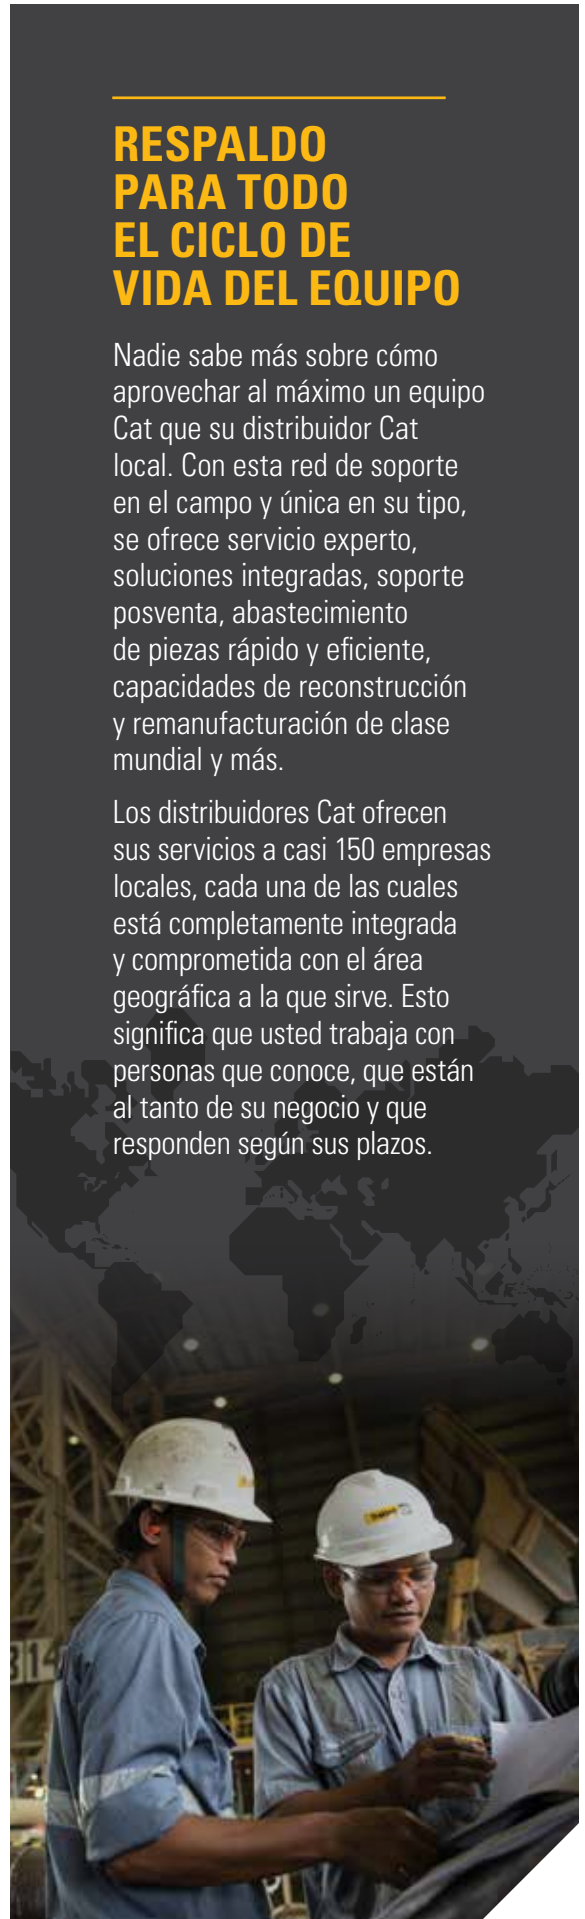 RESPALDO
PARA TODO
EL CICLO DE
VIDA DEL EQUIPO
Nadie sabe más sobre cómo
aprovechar al máximo un equipo
Cat que su distribuidor Cat
local. Con esta red de soporte
en el campo y única en su tipo,
se ofrece servicio experto,
soluciones integradas, soporte
posventa, abastecimiento
de piezas rápido y eficiente,
capacidades de reconstrucción
y remanufacturación de clase
mundial y más.
Los distribuidores Cat ofrecen
sus servicios a casi 150 empresas
locales, cada una de las cuales
está completamente integrada
y comprometida con el área
geográfica a la que sirve. Esto
significa que usted trabaja con
personas que conoce, que están
al tanto de su negocio y que
responden según sus plazos.
314